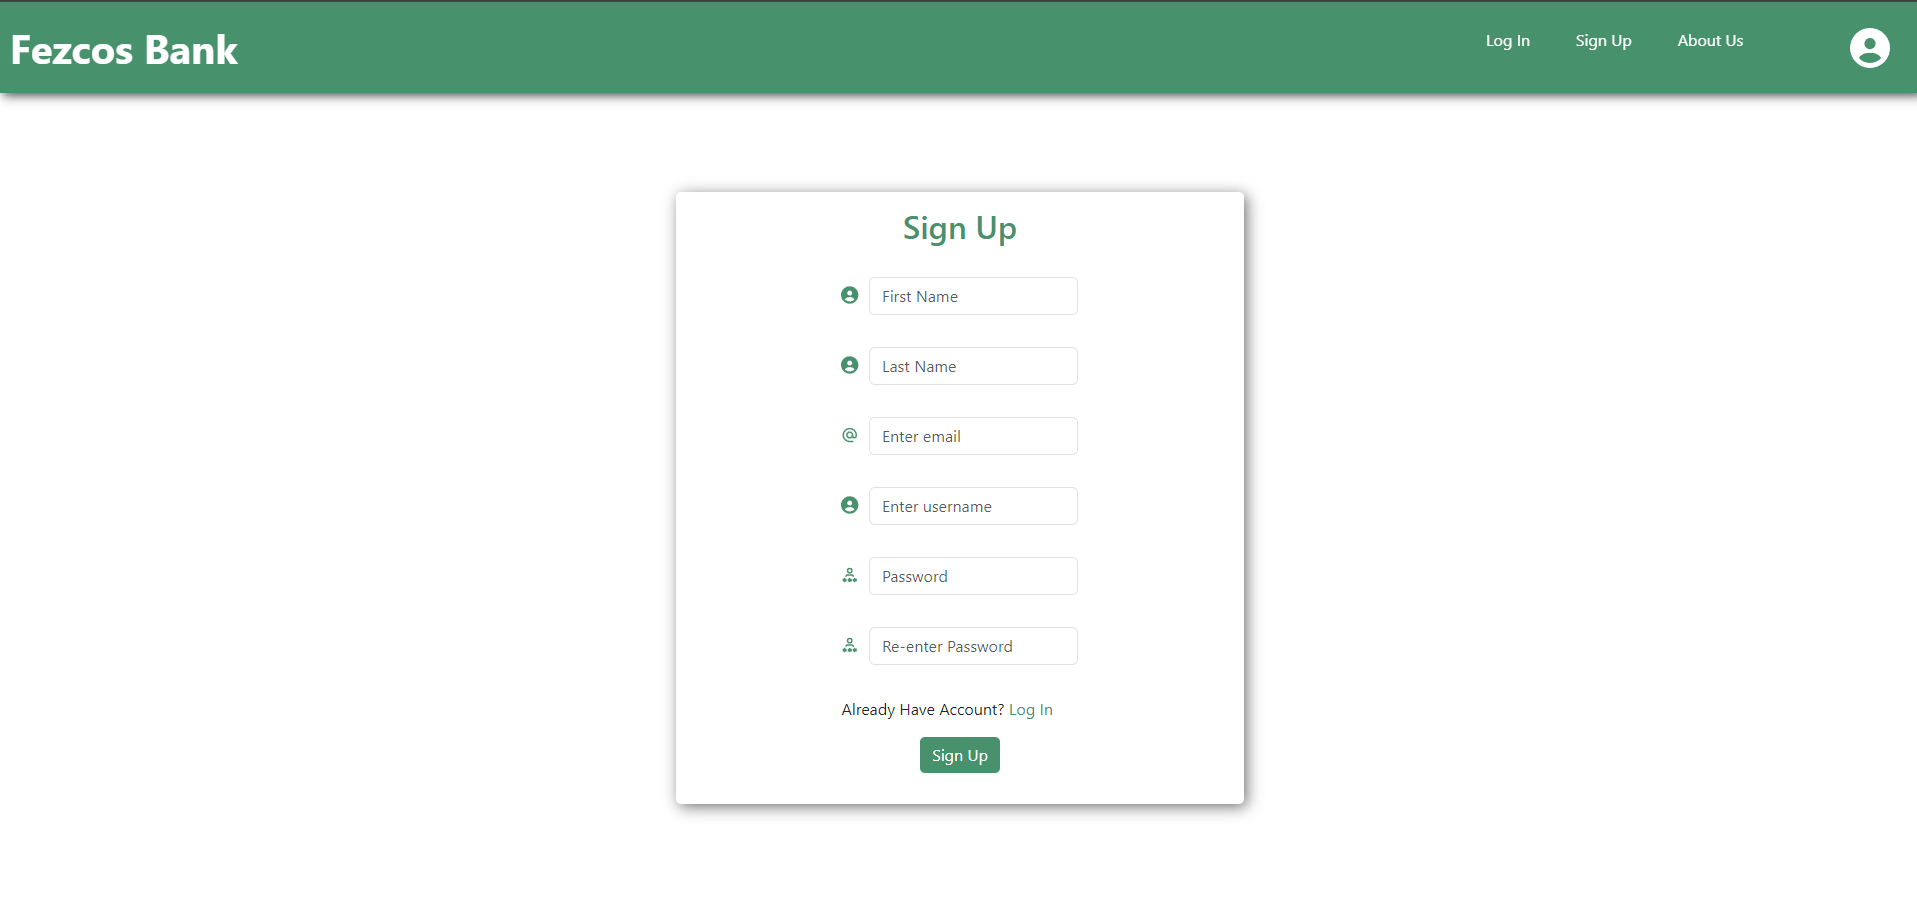 Fezcos Bank
Log In
Sign Up
About Us
Sign Up
First Name
Last Name
Enter email
Enter username
Password
Re-enter Password
Already Have Account? Log In
Sign Up